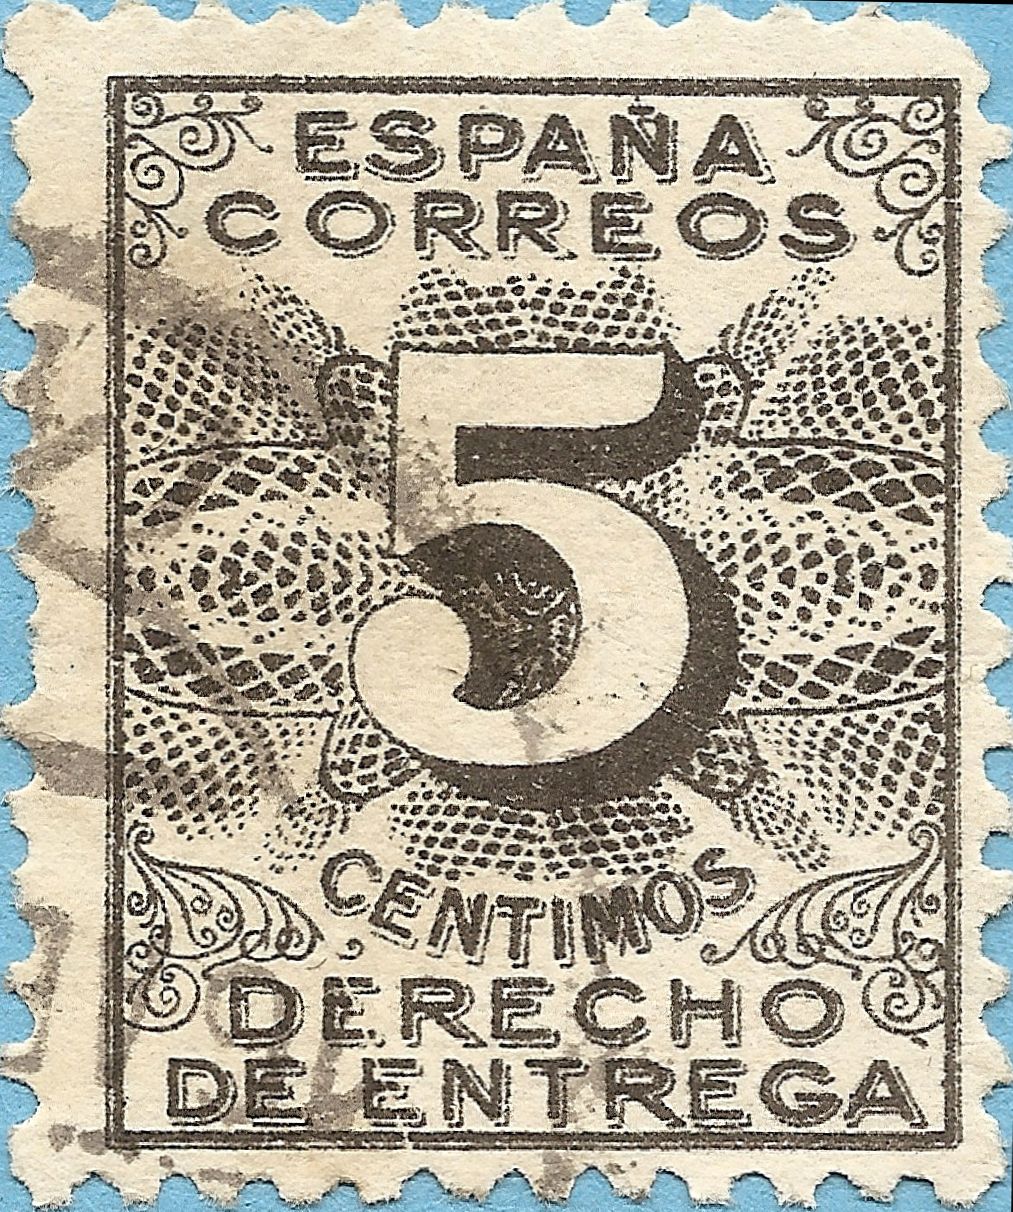 ESPAÑA
CORREOS
5
CENTIMOS
DERECHO
DE ENTREGA